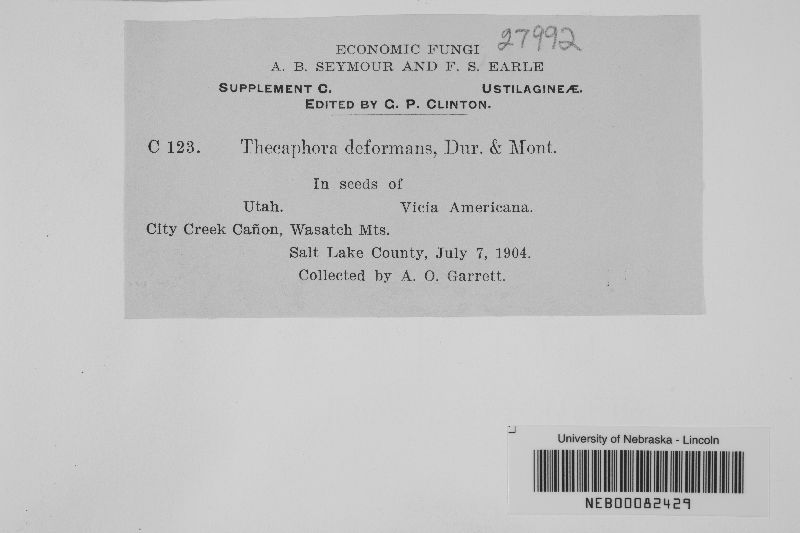 27992
ECONOMIC FUNGI
A. B. SEYMOUR AND F. S. EARLE
SUPPLEMENT C. USTILAGINEÆ.
EDITED BY G. P. CLINTON.
C 123. Thecaphora deformans, Dur. & Mont.
In seeds of
Utah. Vicia Americana.
City Creek Cañon, Wasatch Mts.
Salt Lake County, July 7, 1904.
Collected by A. O. Garrett.
University of Nebraska - Lincoln
NEB00082429